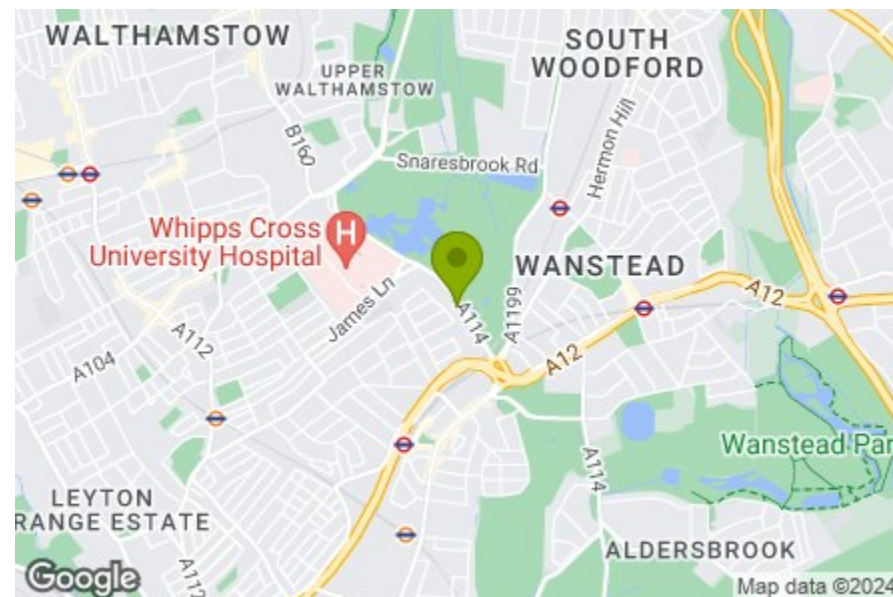 WALTHAMSTOW
SOUTH
WOODFORD
UPPER
WALTHAMSTOW
B160
Snaresbrook Rd
Hermon Hill
Whipps Cross
University Hospital
H
WANSTEAD
James Ln
A114
A1199
A12
A12
A112
A104
Wanstead Par
A114
LEYTON
RANGE ESTATE
ALDERSBROOK
A112
Google
Map data ©2024